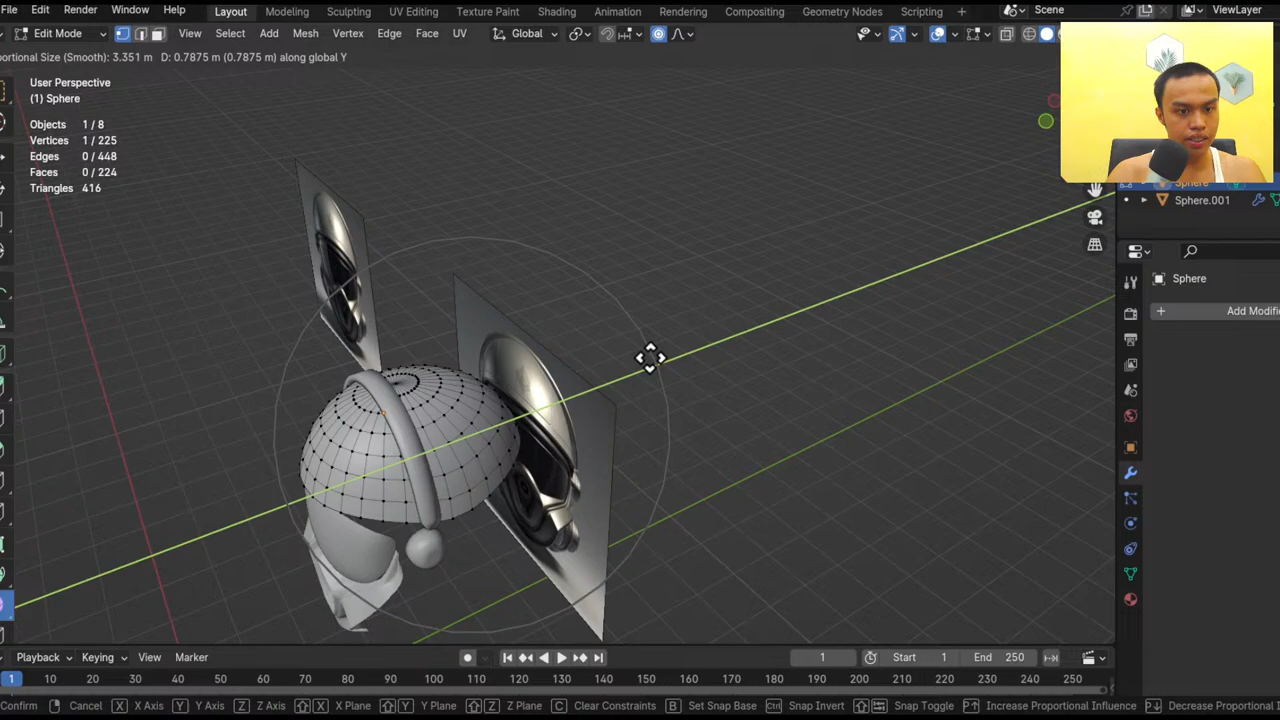 File Edit Render Window Help Layout Modeling Sculpting UV Editing Texture Paint Shading Animation Rendering Compositing Geometry Nodes Scripting + Scene ViewLayer
Edit Mode View Select Add Mesh Vertex Edge Face UV Global
portional Size (Smooth): 3.351 m D: 0.7875 m (0.7875 m) along global Y
User Perspective
(1) Sphere
Objects 1 / 8
Vertices 1 / 225
Edges 0 / 448
Faces 0 / 224
Triangles 416
Sphere
Sphere.001
Sphere
+ Add Modifi
Playback Keying View Marker 1 Start 1 End 250
1 10 20 30 40 50 60 70 80 90 100 110 120 130 140 150 160 170 180 190 200 210 220 230 240 250
Confirm Cancel X X Axis Y Y Axis Z Z Axis X X Plane Y Y Plane Z Z Plane C Clear Constraints B Set Snap Base Ctrl Snap Invert Snap Toggle Increase Proportional Influence Decrease Proportional